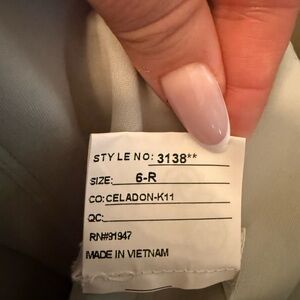 STYLE NO: 3138**
SIZE: 6-R
CO: CELADON-K11
QC:
RN#91947
MADE IN VIETNAM